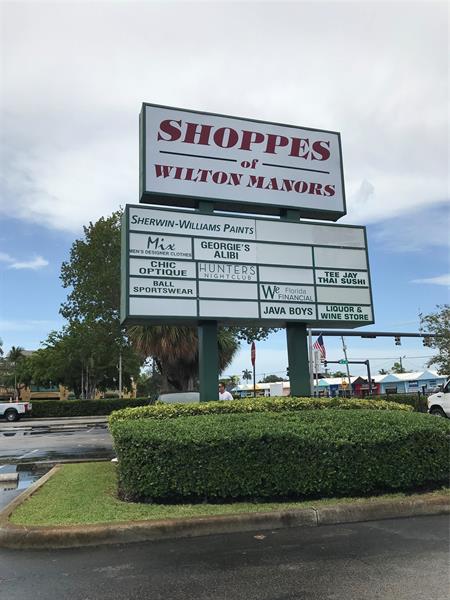 SHOPPES
of
WILTON MANORS
SHERWIN-WILLIAMS PAINTS
Mix
MEN'S DESIGNER CLOTHES
GEORGIE'S
ALIBI
CHIC
OPTIQUE
HUNTERS
NIGHTCLUB
TEE JAY
THAI SUSHI
BALL
SPORTSWEAR
We Florida
FINANCIAL
JAVA BOYS
LIQUOR &
WINE STORE